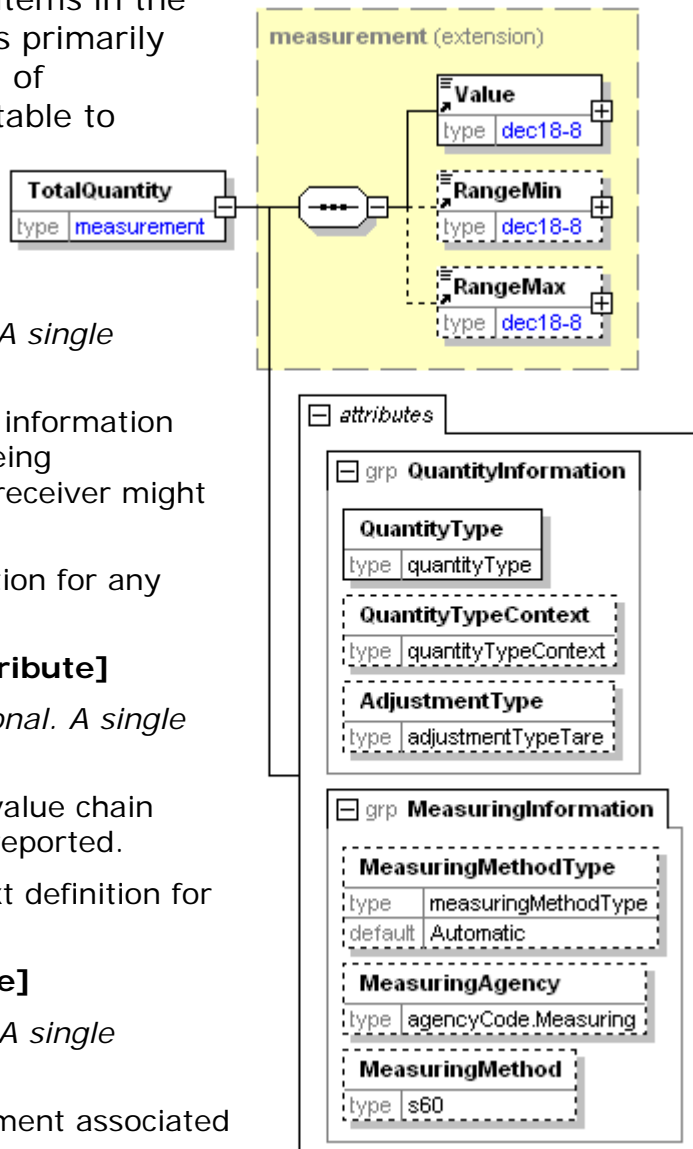 items in the
s primarily
of
table to
A single
information
eing
receiver might
tion for any
ribute]
onal. A single
value chain
reported.
xt definition for
e]
A single
ment associated
measurement (extension)
Value
type dec18-8
TotalQuantity
type measurement
RangeMin
type dec18-8
RangeMax
type dec18-8
attributes
grp QuantityInformation
QuantityType
type quantityType
QuantityTypeContext
type quantityTypeContext
AdjustmentType
type adjustmentTypeTare
grp MeasuringInformation
MeasuringMethodType
type measuringMethodType
default Automatic
MeasuringAgency
type agencyCode.Measuring
MeasuringMethod
type s60